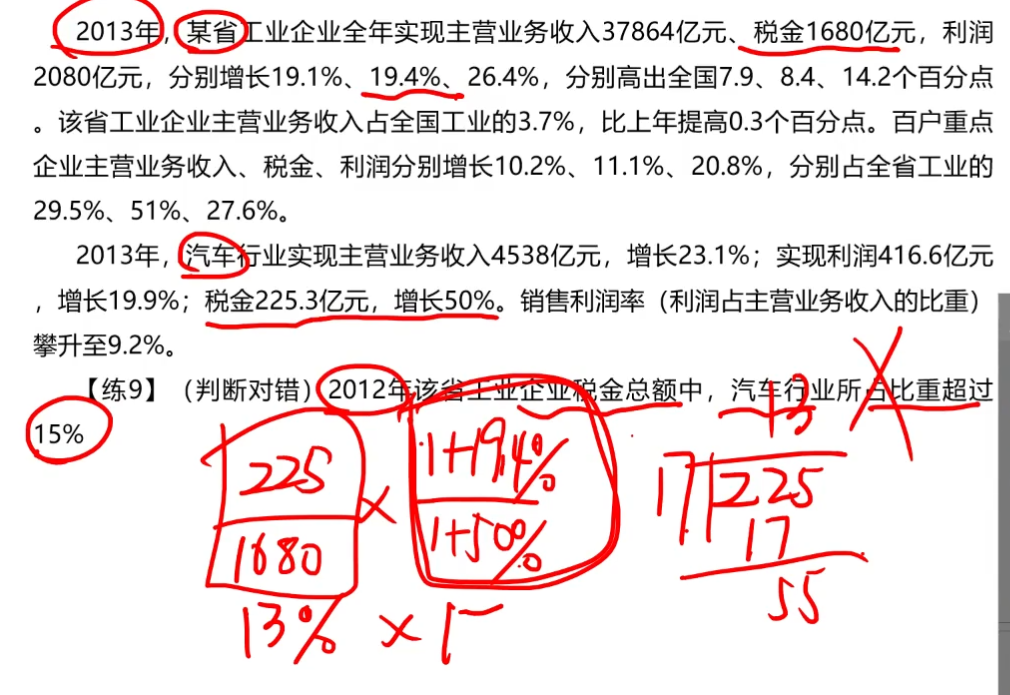 2013年，某省工业企业全年实现主营业务收入37864亿元、税金1680亿元，利润
2080亿元，分别增长19.1%、19.4%、26.4%，分别高出全国7.9、8.4、14.2个百分点
。该省工业企业主营业务收入占全国工业的3.7%，比上年提高0.3个百分点。百户重点
企业主营业务收入、税金、利润分别增长10.2%、11.1%、20.8%，分别占全省工业的
29.5%、51%、27.6%。
2013年，汽车行业实现主营业务收入4538亿元，增长23.1%；实现利润416.6亿元
，增长19.9%；税金225.3亿元，增长50%。销售利润率（利润占主营业务收入的比重）
攀升至9.2%。
【练9】（判断对错）2012年该省工业企业税金总额中，汽车行业所占比重超过
15%
225
1680
×
1+19.4%
1+50%
13% × 1-
13
17 225
17
55